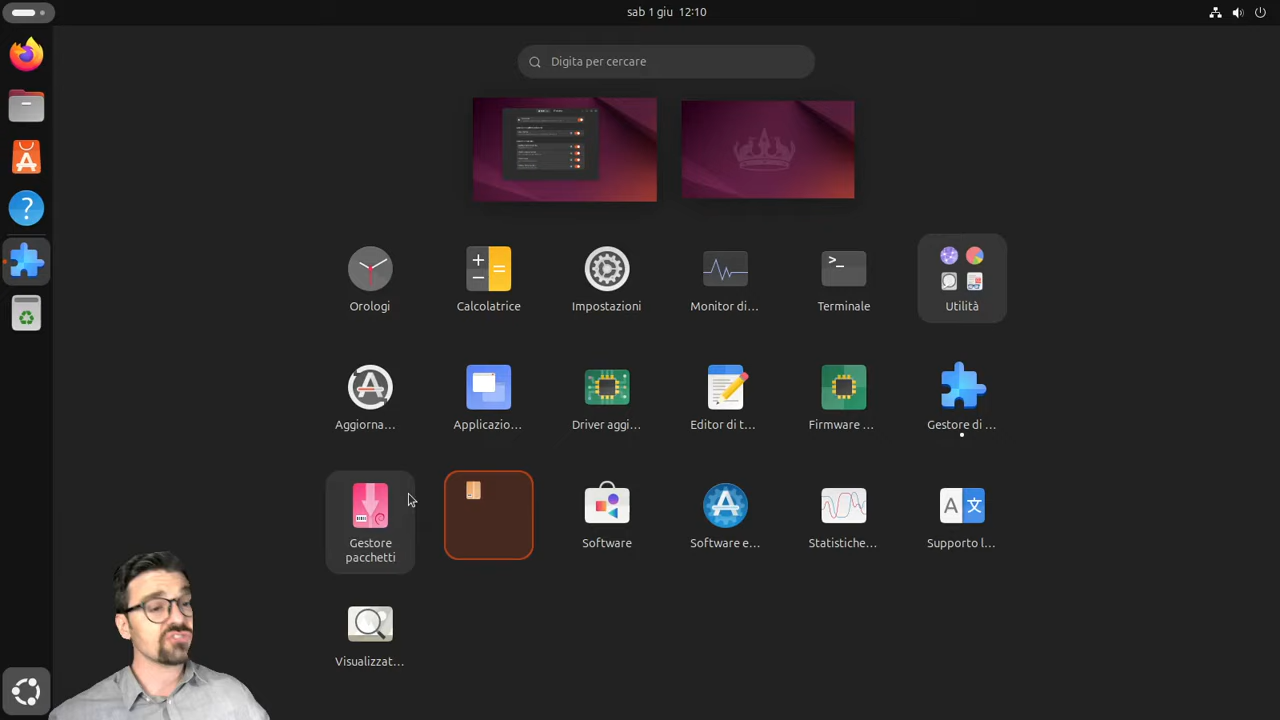 sab 1 giu 12:10
Digita per cercare
Orologi
Calcolatrice
Impostazioni
Monitor di...
Terminale
Utilità
Aggiorna...
Applicazio...
Driver aggi...
Editor di t...
Firmware ...
Gestore di ...
Gestore
pacchetti
Software
Software e...
Statistiche...
Supporto l...
Visualizzat...